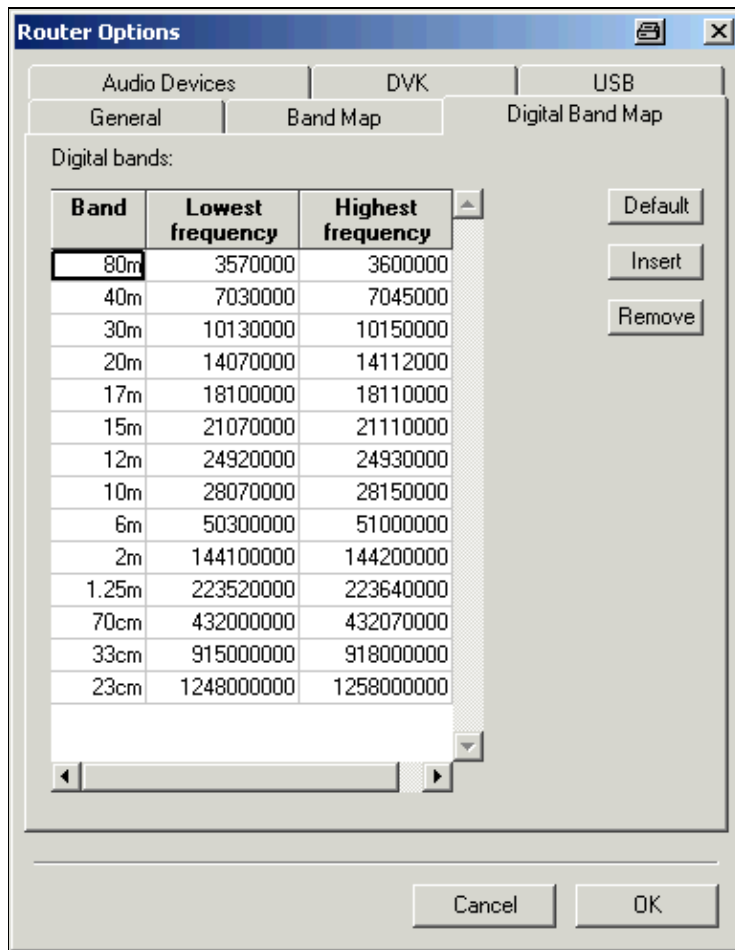 Router Options
Audio Devices DVK USB
General Band Map Digital Band Map
Digital bands:
Band Lowest frequency Highest frequency
80m 3570000 3600000
40m 7030000 7045000
30m 10130000 10150000
20m 14070000 14112000
17m 18100000 18110000
15m 21070000 21110000
12m 24920000 24930000
10m 28070000 28150000
6m 50300000 51000000
2m 144100000 144200000
1.25m 223520000 223640000
70cm 432000000 432070000
33cm 915000000 918000000
23cm 1248000000 1258000000
Default
Insert
Remove
Cancel OK